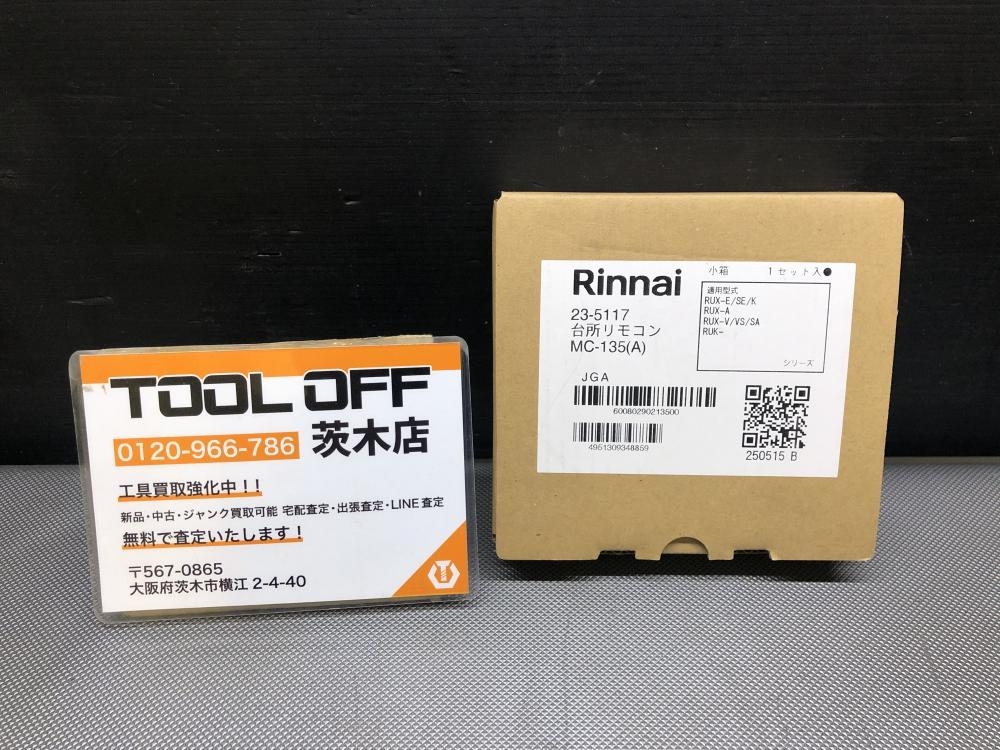 TOOL OFF
0120-966-786 茨木店
工具買取強化中!!
新品・中古・ジャンク買取可能 宅配査定・出張査定・LINE査定
無料で査定いたします!
〒567-0865
大阪府茨木市横江 2-4-40
Rinnai
小箱 1セット入●
23-5117
台所リモコン
MC-135(A)
適用型式
RUX-E/SE/K
RUX-A
RUX-V/VS/SA
RUK-
シリーズ
JGA
60080290213500
4951309348859
250515 B